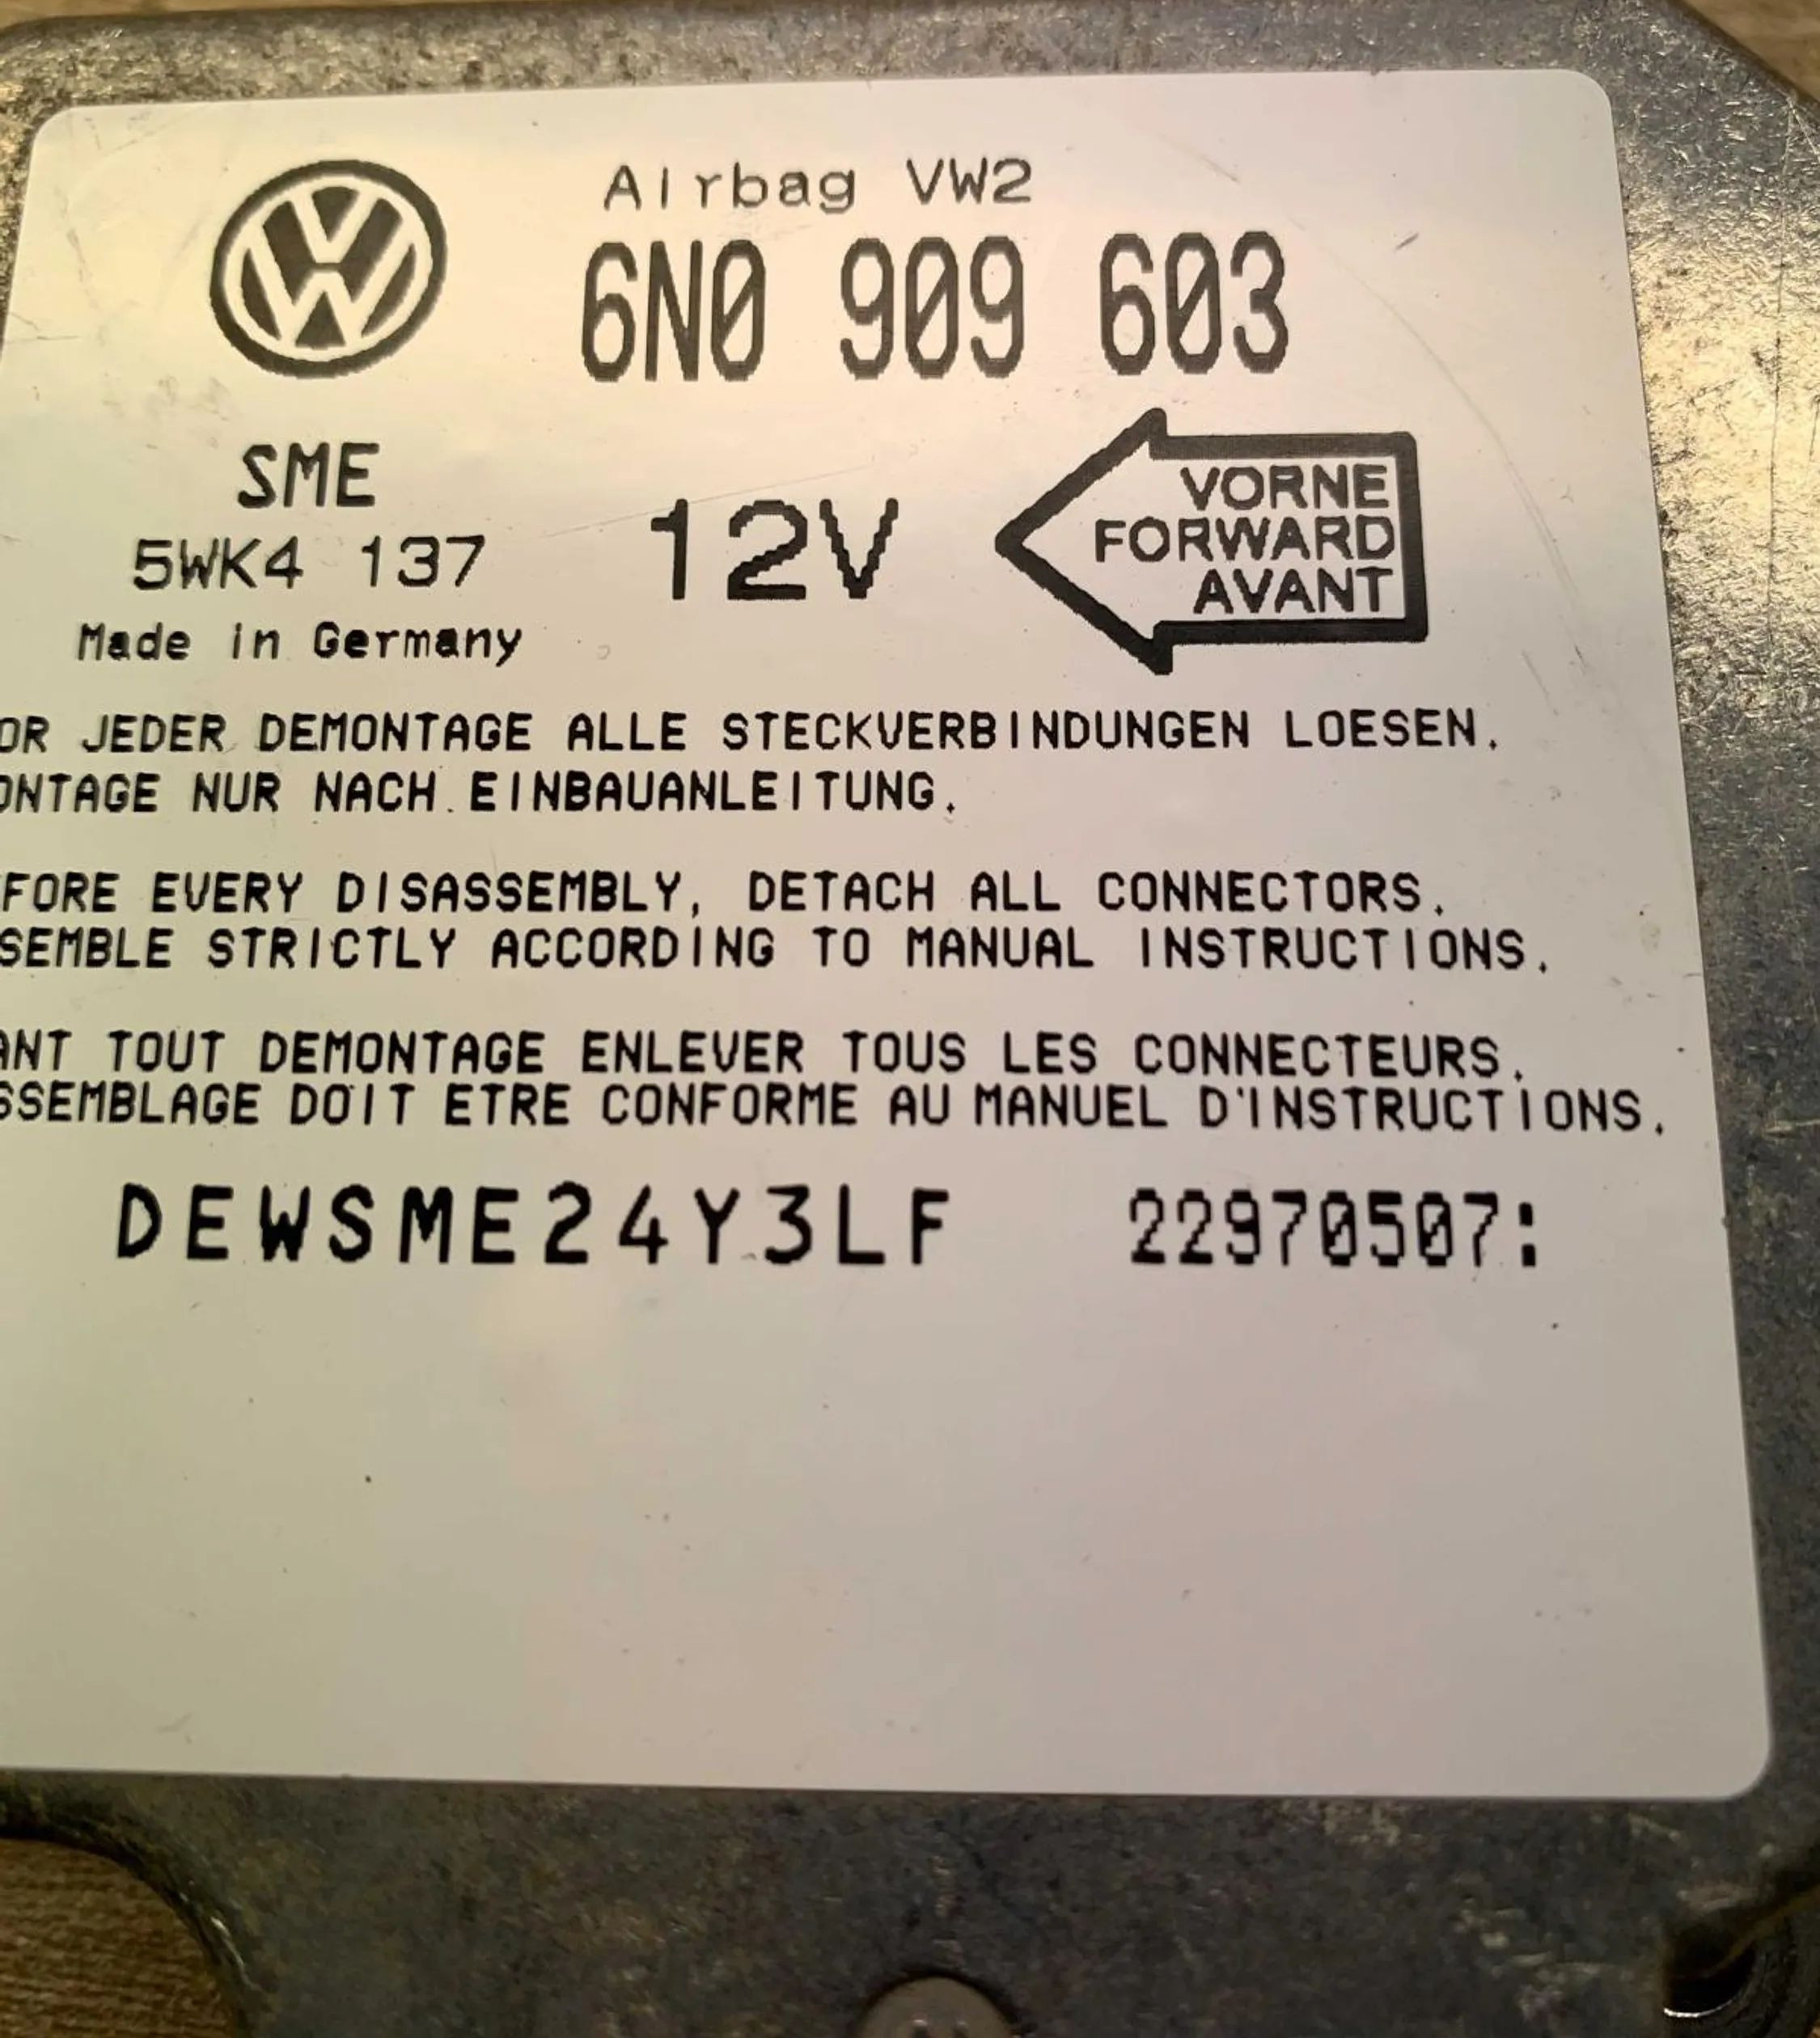 Airbag VW2
6N0 909 603
SME
5WK4 137
Made in Germany
12V
VORNE
FORWARD
AVANT
OR JEDER DEMONTAGE ALLE STECKVERBINDUNGEN LOESEN.
ONTAGE NUR NACH EINBAUANLEITUNG.
FORE EVERY DISASSEMBLY, DETACH ALL CONNECTORS.
SEMBLE STRICTLY ACCORDING TO MANUAL INSTRUCTIONS.
ANT TOUT DEMONTAGE ENLEVER TOUS LES CONNECTEURS.
SSEMBLAGE DOIT ETRE CONFORME AU MANUEL D'INSTRUCTIONS.
DEWSME24Y3LF 22970507: